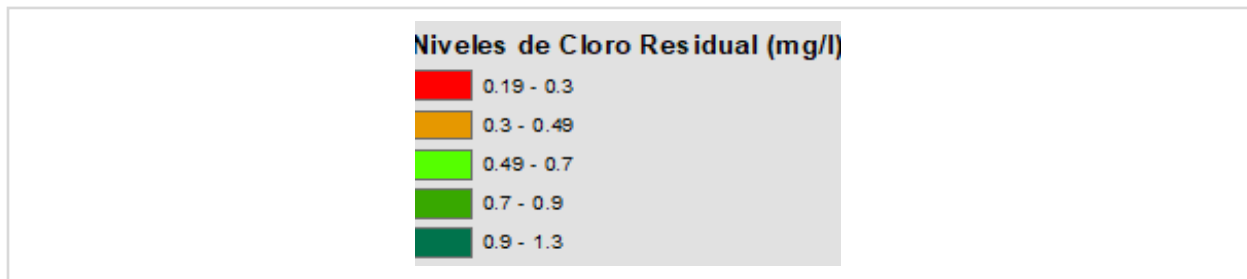 Niveles de Cloro Residual (mg/l)
0.19 - 0.3
0.3 - 0.49
0.49 - 0.7
0.7 - 0.9
0.9 - 1.3